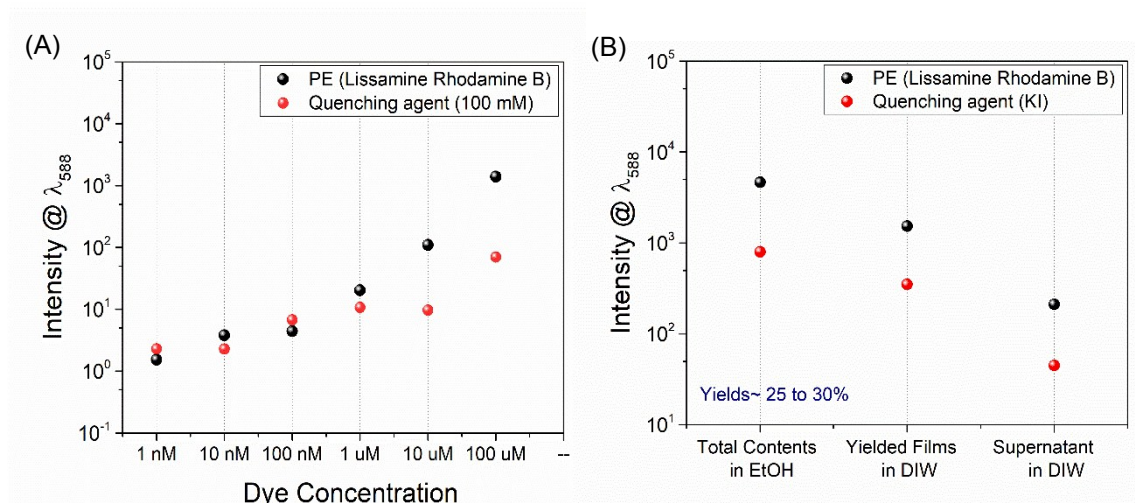 (A)
10^5
10^4
10^3
10^2
10^1
10^0
10^-1
Intensity @ λ_588
PE (Lissamine Rhodamine B)
Quenching agent (100 mM)
1 nM 10 nM 100 nM 1 uM 10 uM 100 uM --
Dye Concentration
(B)
10^5
10^4
10^3
10^2
10^1
Intensity @ λ_588
PE (Lissamine Rhodamine B)
Quenching agent (KI)
Yields~ 25 to 30%
Total Contents
in EtOH
Yielded Films
in DIW
Supernatant
in DIW